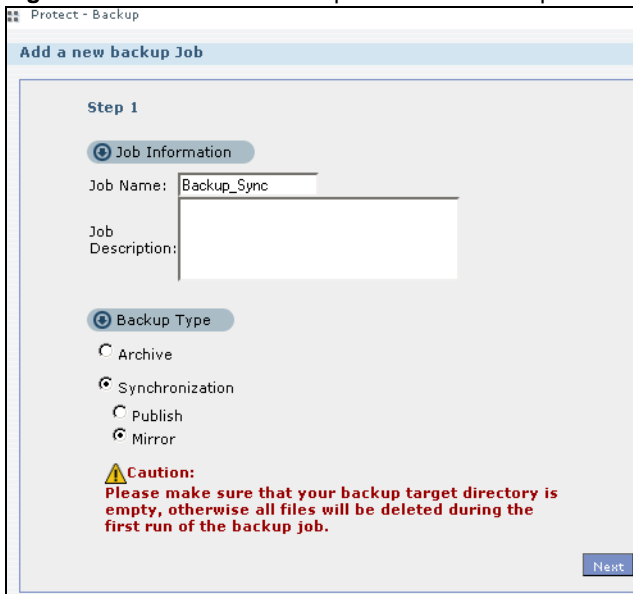 Protect - Backup
Add a new backup Job
Step 1
Job Information
Job Name: Backup_Sync
Job
Description:
Backup Type
Archive
Synchronization
Publish
Mirror
Caution:
Please make sure that your backup target directory is
empty, otherwise all files will be deleted during the
first run of the backup job.
Next